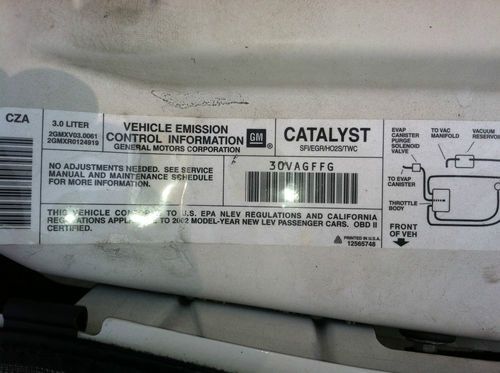 CZA
3.0 LITER
2GMXV03.0061
2GMXR0124919
VEHICLE EMISSION
CONTROL INFORMATION
GENERAL MOTORS CORPORATION
GM
CATALYST
SFI/EGR/HO2S/TWC
NO ADJUSTMENTS NEEDED. SEE SERVICE
MANUAL AND MAINTENANCE SCHEDULE
FOR MORE INFORMATION.
30VAGFFG
THIS VEHICLE CONFORMS TO U.S. EPA NLEV REGULATIONS AND CALIFORNIA
REGULATIONS APPLICABLE TO 2002 MODEL-YEAR NEW LEV PASSENGER CARS. OBD II
CERTIFIED.
PRINTED IN U.S.A.
12565748
EVAP
CANISTER
PURGE
SOLENOID
VALVE
TO VAC
MANIFOLD
VACUUM
RESERVOIR
TO EVAP
CANISTER
THROTTLE
BODY
FRONT
OF VEH